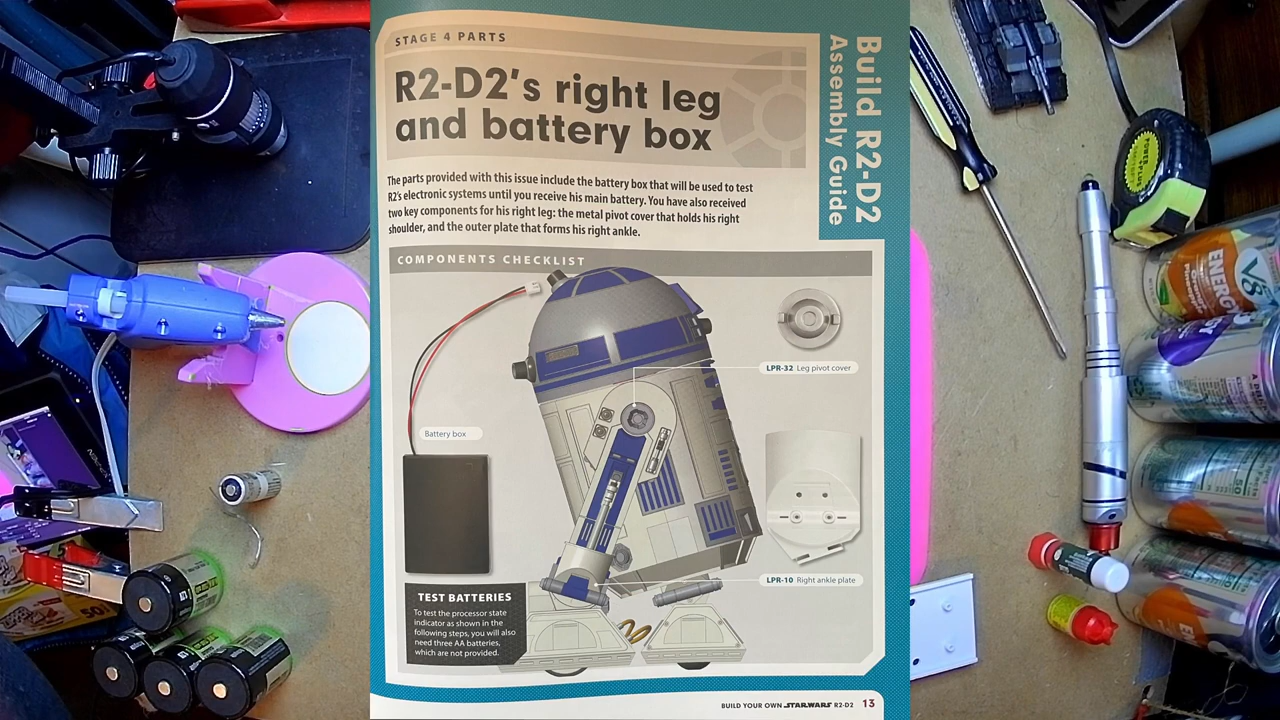 STAGE 4 PARTS
R2-D2's right leg
and battery box
The parts provided with this issue include the battery box that will be used to test
R2's electronic systems until you receive his main battery. You have also received
two key components for his right leg: the metal pivot cover that holds his right
shoulder, and the outer plate that forms his right ankle.
Build R2-D2
Assembly Guide
COMPONENTS CHECKLIST
LPR-32 Leg pivot cover
Battery box
LPR-10 Right ankle plate
TEST BATTERIES
To test the processor state
indicator as shown in the
following steps, you will also
need three AA batteries,
which are not provided.
BUILD YOUR OWN STAR WARS R2-D2 13
POWERPLUS
V8
ENERGY
50